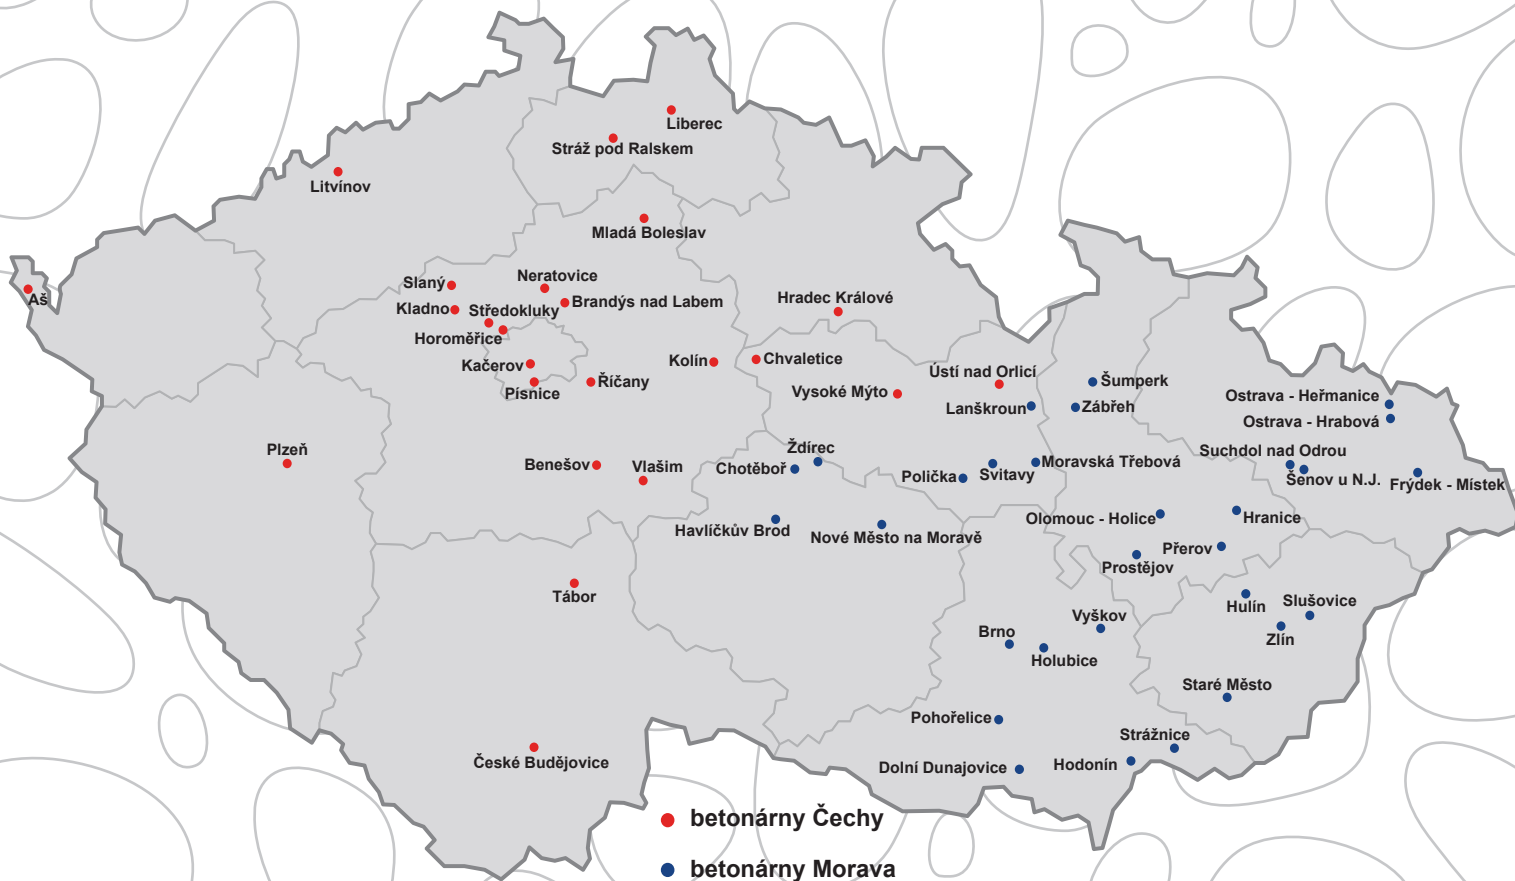 Liberec
Stráž pod Ralskem
Litvínov
Mladá Boleslav
Slaný
Neratovice
Aš
Kladno
Středokluky
Brandýs nad Labem
Hradec Králové
Horoměřice
Kačerov
Kolín
Chvaletice
Písnice
Říčany
Ústí nad Orlicí
Vysoké Mýto
Lanškroun
Šumperk
Zábřeh
Ostrava - Heřmanice
Ostrava - Hrabová
Plzeň
Benešov
Vlašim
Chotěboř
Ždírec
Polička
Svitavy
Moravská Třebová
Suchdol nad Odrou
Šenov u N.J.
Frýdek - Místek
Havlíčkův Brod
Nové Město na Moravě
Olomouc - Holice
Hranice
Přerov
Prostějov
Tábor
Hulín
Slušovice
Vyškov
Brno
Zlín
Holubice
Staré Město
Pohořelice
Strážnice
České Budějovice
Dolní Dunajovice
Hodonín
betonárny Čechy
betonárny Morava